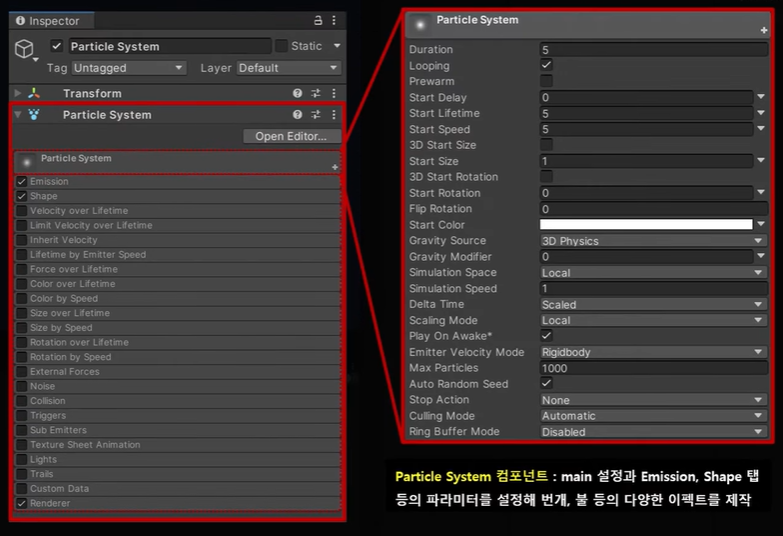 Inspector
Particle System
Static
Tag Untagged Layer Default
Transform
Particle System
Open Editor...
Particle System
Emission
Shape
Velocity over Lifetime
Limit Velocity over Lifetime
Inherit Velocity
Lifetime by Emitter Speed
Force over Lifetime
Color over Lifetime
Color by Speed
Size over Lifetime
Size by Speed
Rotation over Lifetime
Rotation by Speed
External Forces
Noise
Collision
Triggers
Sub Emitters
Texture Sheet Animation
Lights
Trails
Custom Data
Renderer
Particle System
Duration 5
Looping
Prewarm
Start Delay 0
Start Lifetime 5
Start Speed 5
3D Start Size
Start Size 1
3D Start Rotation
Start Rotation 0
Flip Rotation 0
Start Color
Gravity Source 3D Physics
Gravity Modifier 0
Simulation Space Local
Simulation Speed 1
Delta Time Scaled
Scaling Mode Local
Play On Awake*
Emitter Velocity Mode Rigidbody
Max Particles 1000
Auto Random Seed
Stop Action None
Culling Mode Automatic
Ring Buffer Mode Disabled
Particle System 컴포넌트 : main 설정과 Emission, Shape 탭
등의 파라미터를 설정해 번개, 불 등의 다양한 이펙트를 제작